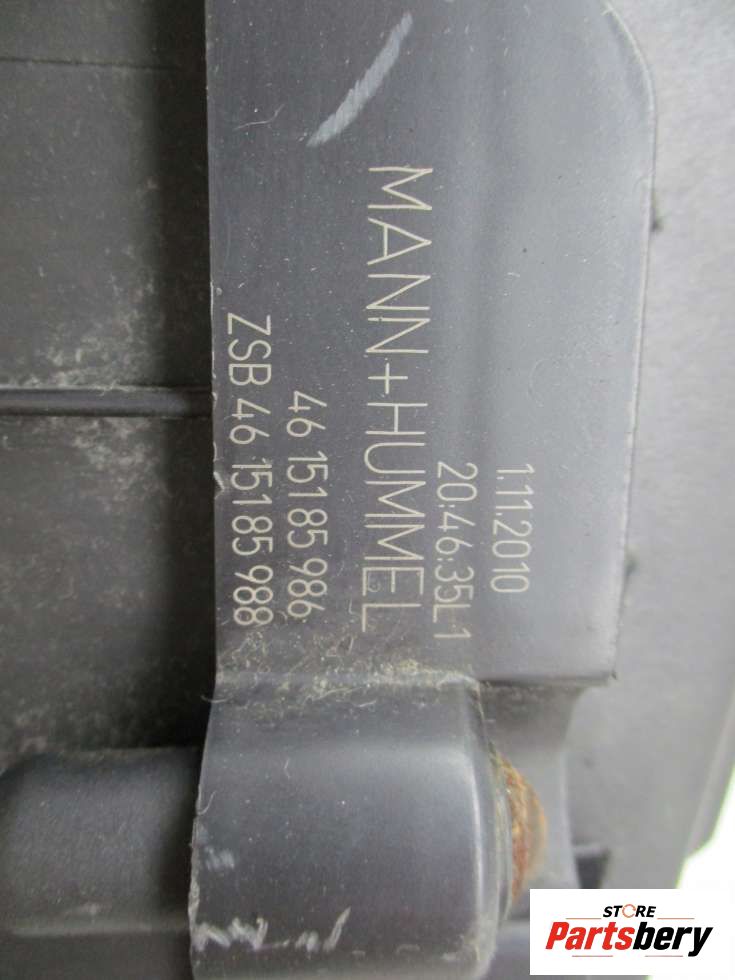 1.11.2010
20:46:35L1
MANN+HUMMEL
46 151 85 986
ZSB 46 151 85 988
STORE
Partsbery